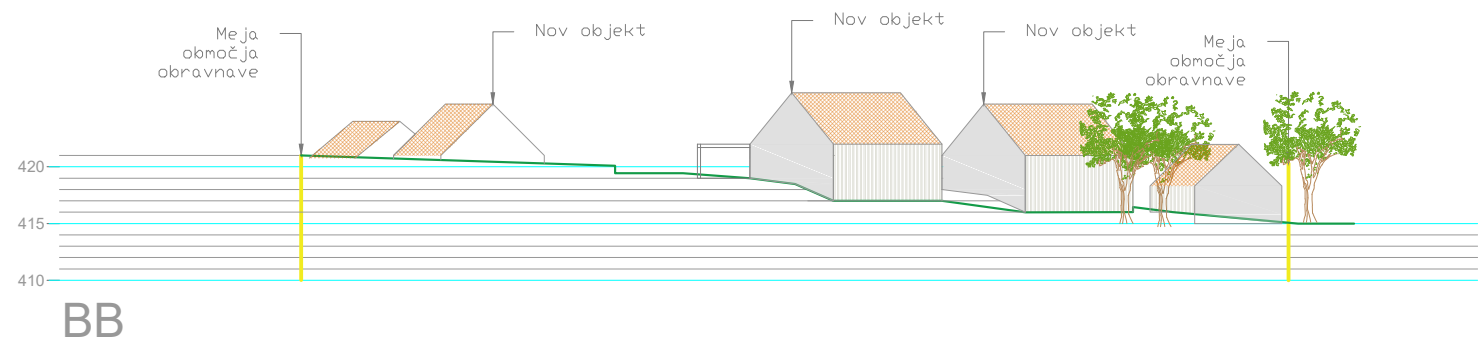 Meja
območja
obravnave
Nov objekt
Nov objekt
Nov objekt
Meja
območja
obravnave
420
415
410
BB